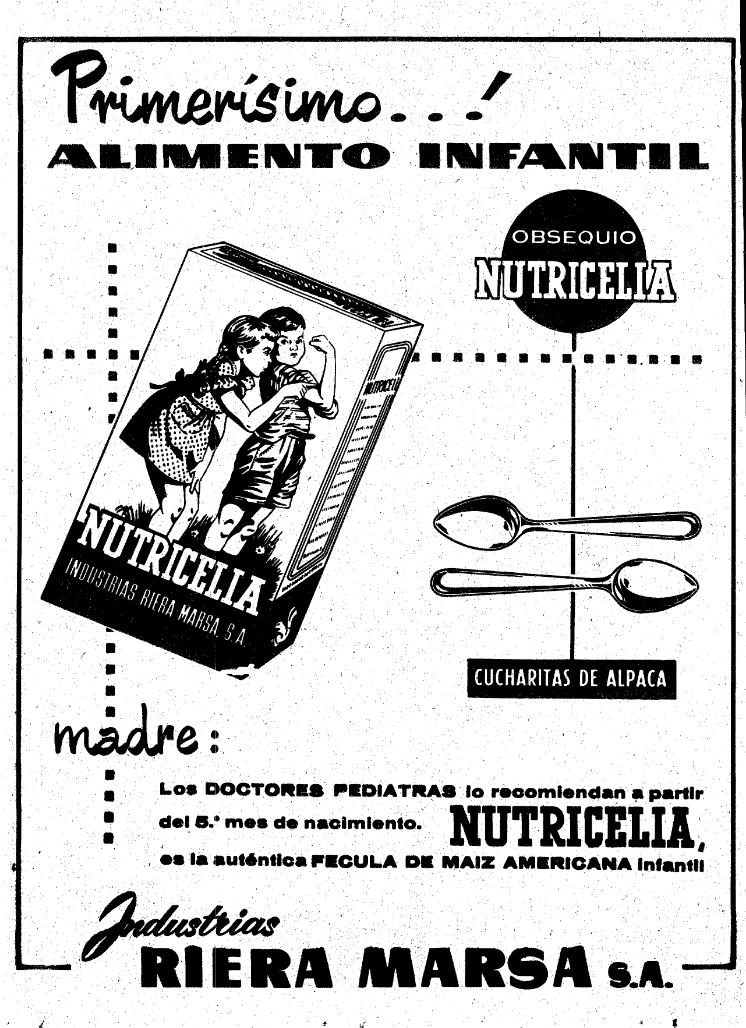 Primerísimo...!
ALIMENTO INFANTIL
OBSEQUIO
NUTRICELIA
NUTRICELIA
NUTRICELIA
INDUSTRIAS RIERA MARSA, S.A.
CUCHARITAS DE ALPACA
madre:
Los DOCTORES PEDIATRAS lo recomiendan a partir
del 5.º mes de nacimiento. NUTRICELIA,
es la auténtica FECULA DE MAIZ AMERICANA infantil
Industrias
RIERA MARSA S.A.